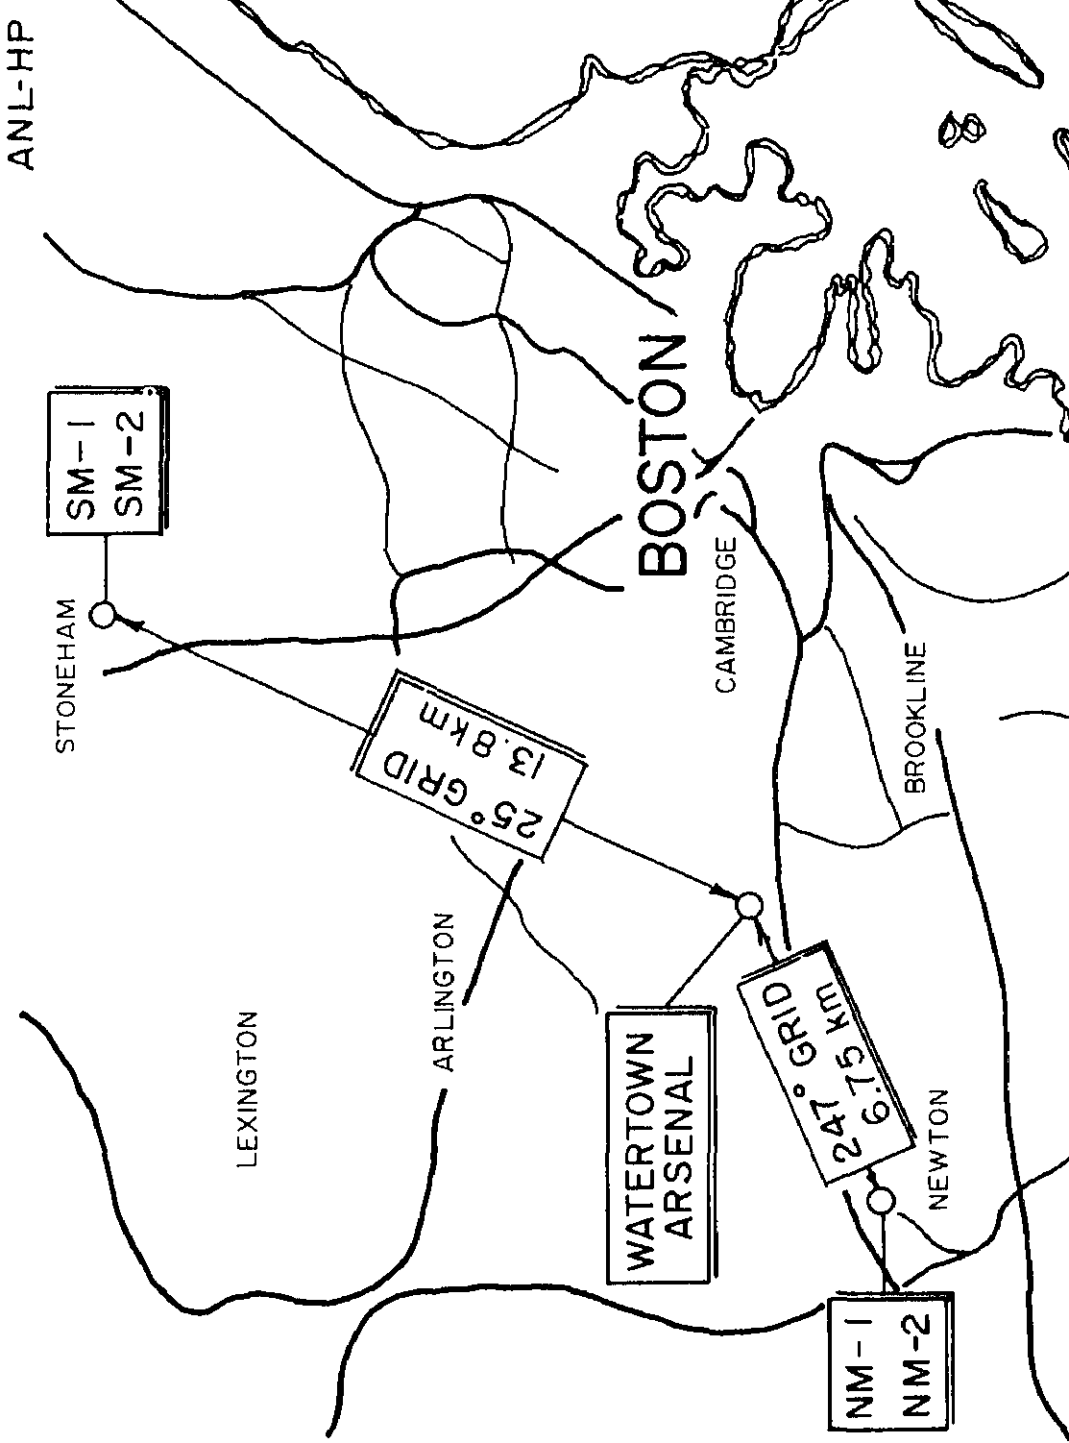 ANL-HP
STONEHAM
SM-1
SM-2
LEXINGTON
ARLINGTON
25° GRID
13.8 km
BOSTON
CAMBRIDGE
WATERTOWN
ARSENAL
247° GRID
6.75 km
BROOKLINE
NEWTON
NM-1
NM-2